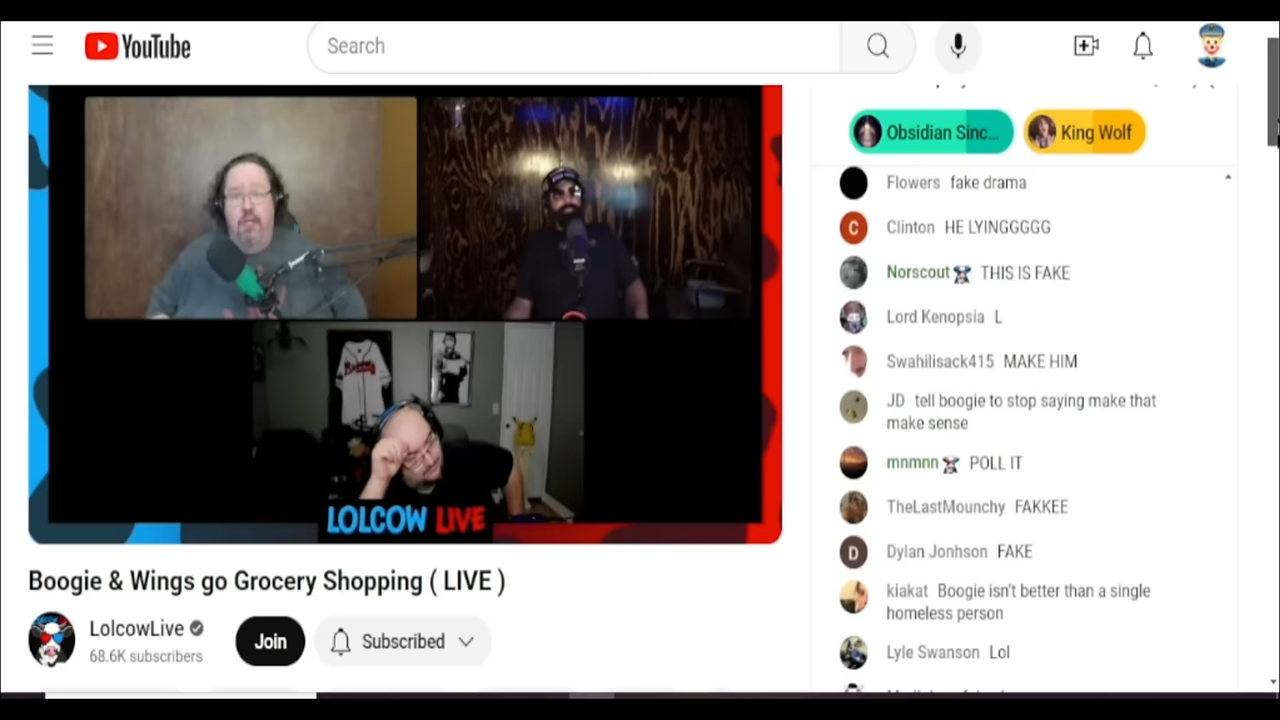 YouTube
Search
Obsidian Sinc...
King Wolf
Flowers fake drama
C
Clinton HE LYINGGGGG
Norscout THIS IS FAKE
Lord Kenopsia L
Swahilisack415 MAKE HIM
JD tell boogie to stop saying make that
make sense
mnmnn POLL IT
TheLastMounchy FAKKEE
D
Dylan Jonhson FAKE
kiakat Boogie isn't better than a single
homeless person
Lyle Swanson Lol
LOLCOW LIVE
Boogie & Wings go Grocery Shopping ( LIVE )
LolcowLive
68.6K subscribers
Join
Subscribed